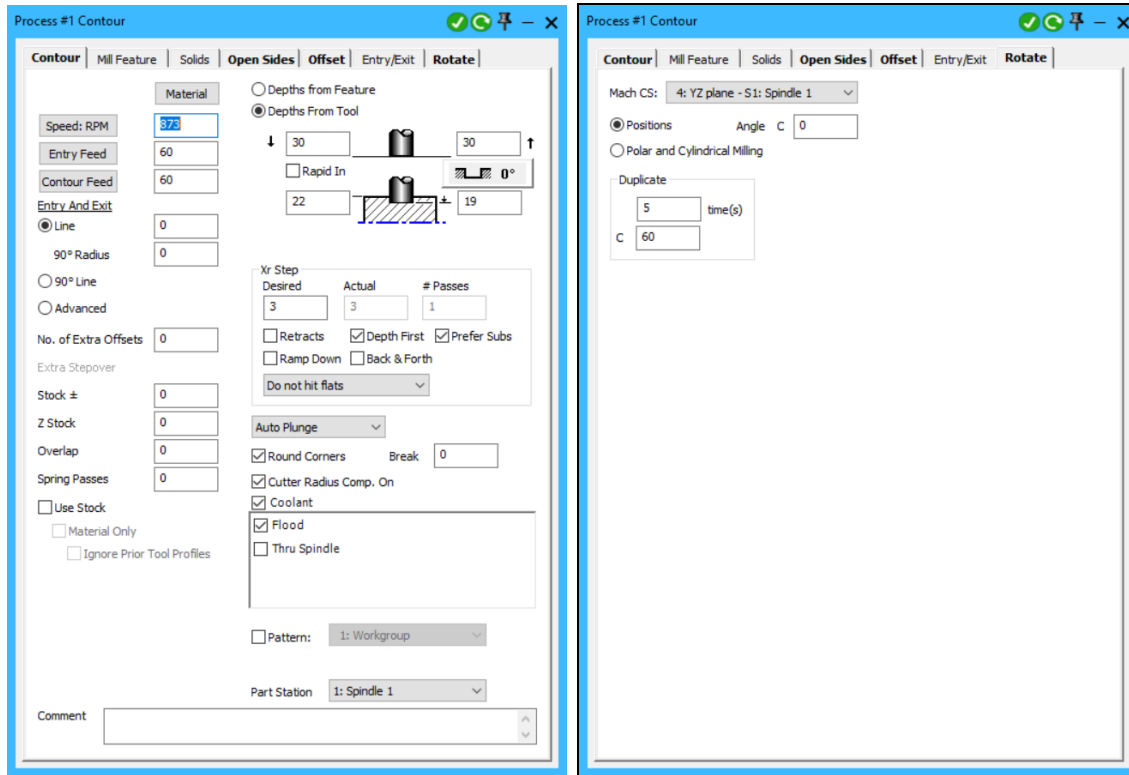 Process #1 Contour
Contour Mill Feature Solids Open Sides Offset Entry/Exit Rotate
Material
Speed: RPM 873
Entry Feed 60
Contour Feed 60
Entry And Exit
Line 0
90° Radius 0
90° Line
Advanced
No. of Extra Offsets 0
Extra Stepover
Stock ± 0
Z Stock 0
Overlap 0
Spring Passes 0
Use Stock
Material Only
Ignore Prior Tool Profiles
Depths from Feature
Depths From Tool
30 30
Rapid In 0°
22 19
Xr Step
Desired Actual # Passes
3 3 1
Retracts Depth First Prefer Subs
Ramp Down Back & Forth
Do not hit flats
Auto Plunge
Round Corners Break 0
Cutter Radius Comp. On
Coolant
Flood
Thru Spindle
Pattern: 1: Workgroup
Part Station 1: Spindle 1
Comment
Process #1 Contour
Contour Mill Feature Solids Open Sides Offset Entry/Exit Rotate
Mach CS: 4: YZ plane - S1: Spindle 1
Positions Angle C 0
Polar and Cylindrical Milling
Duplicate
5 time(s)
C 60